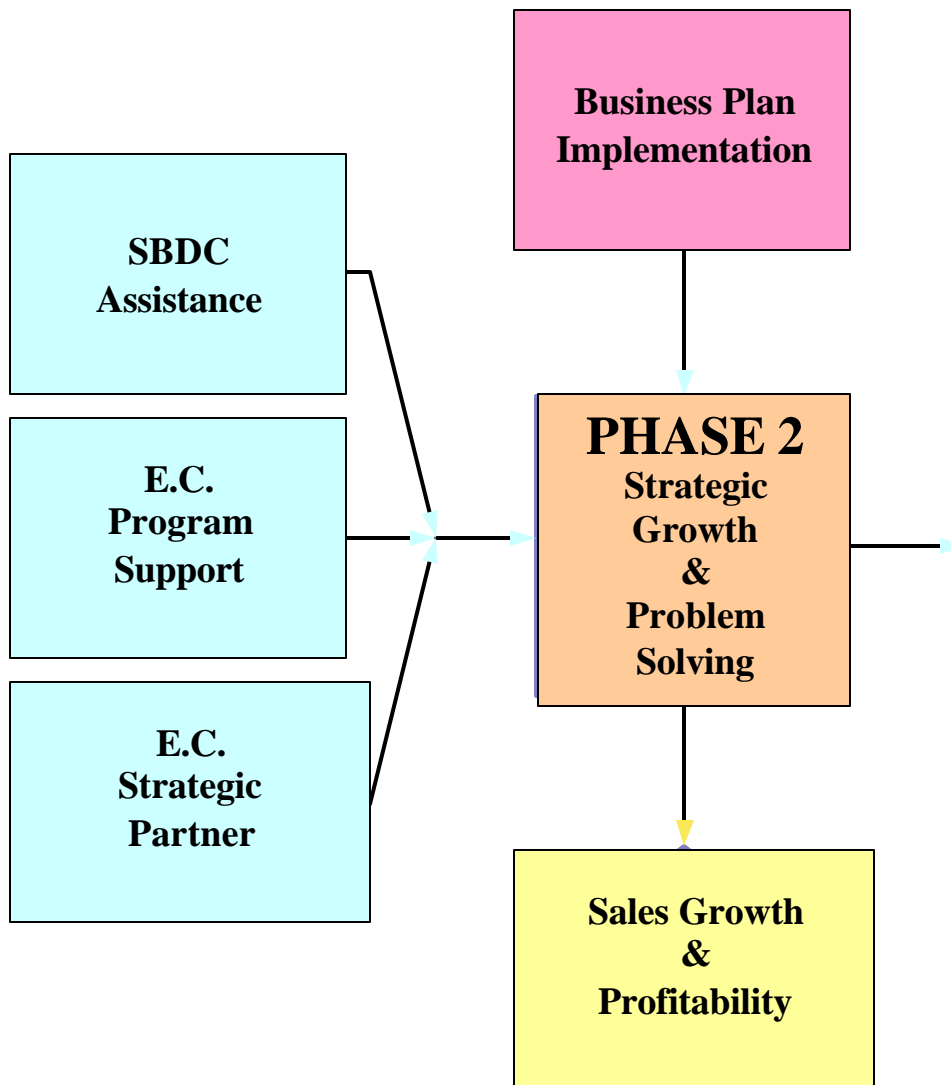 Business Plan
Implementation
SBDC
Assistance
E.C.
Program
Support
E.C.
Strategic
Partner
PHASE 2
Strategic
Growth
&
Problem
Solving
Sales Growth
&
Profitability